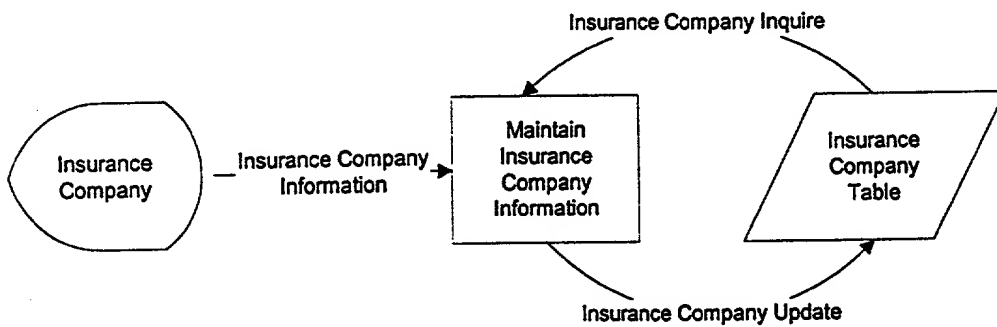 Insurance Company Inquire
Insurance
Company
Insurance Company
Information
Maintain
Insurance
Company
Information
Insurance
Company
Table
Insurance Company Update